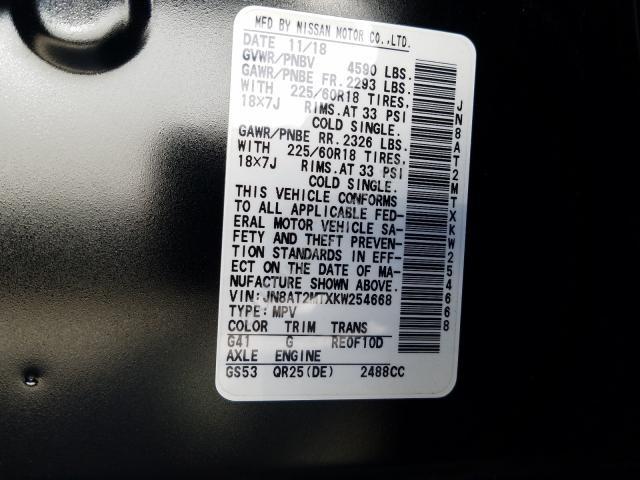 MFD BY NISSAN MOTOR CO.,LTD.
DATE 11/18
GVWR/PNBV 4590 LBS.
GAWR/PNBE FR. 2293 LBS.
WITH 225/60R18 TIRES,
18×7J RIMS.AT 33 PSI
COLD SINGLE.
GAWR/PNBE RR. 2326 LBS.
WITH 225/60R18 TIRES,
18×7J RIMS.AT 33 PSI
COLD SINGLE.
THIS VEHICLE CONFORMS
TO ALL APPLICABLE FED-
ERAL MOTOR VEHICLE SA-
FETY AND THEFT PREVEN-
TION STANDARDS IN EFF-
ECT ON THE DATE OF MA-
NUFACTURE SHOWN ABOVE.
VIN:JN8AT2MTXKW254668
TYPE:MPV
COLOR TRIM TRANS
G41 G RE0F10D
AXLE ENGINE
GS53 QR25(DE) 2488CC
JN8AT2MTXKW254668